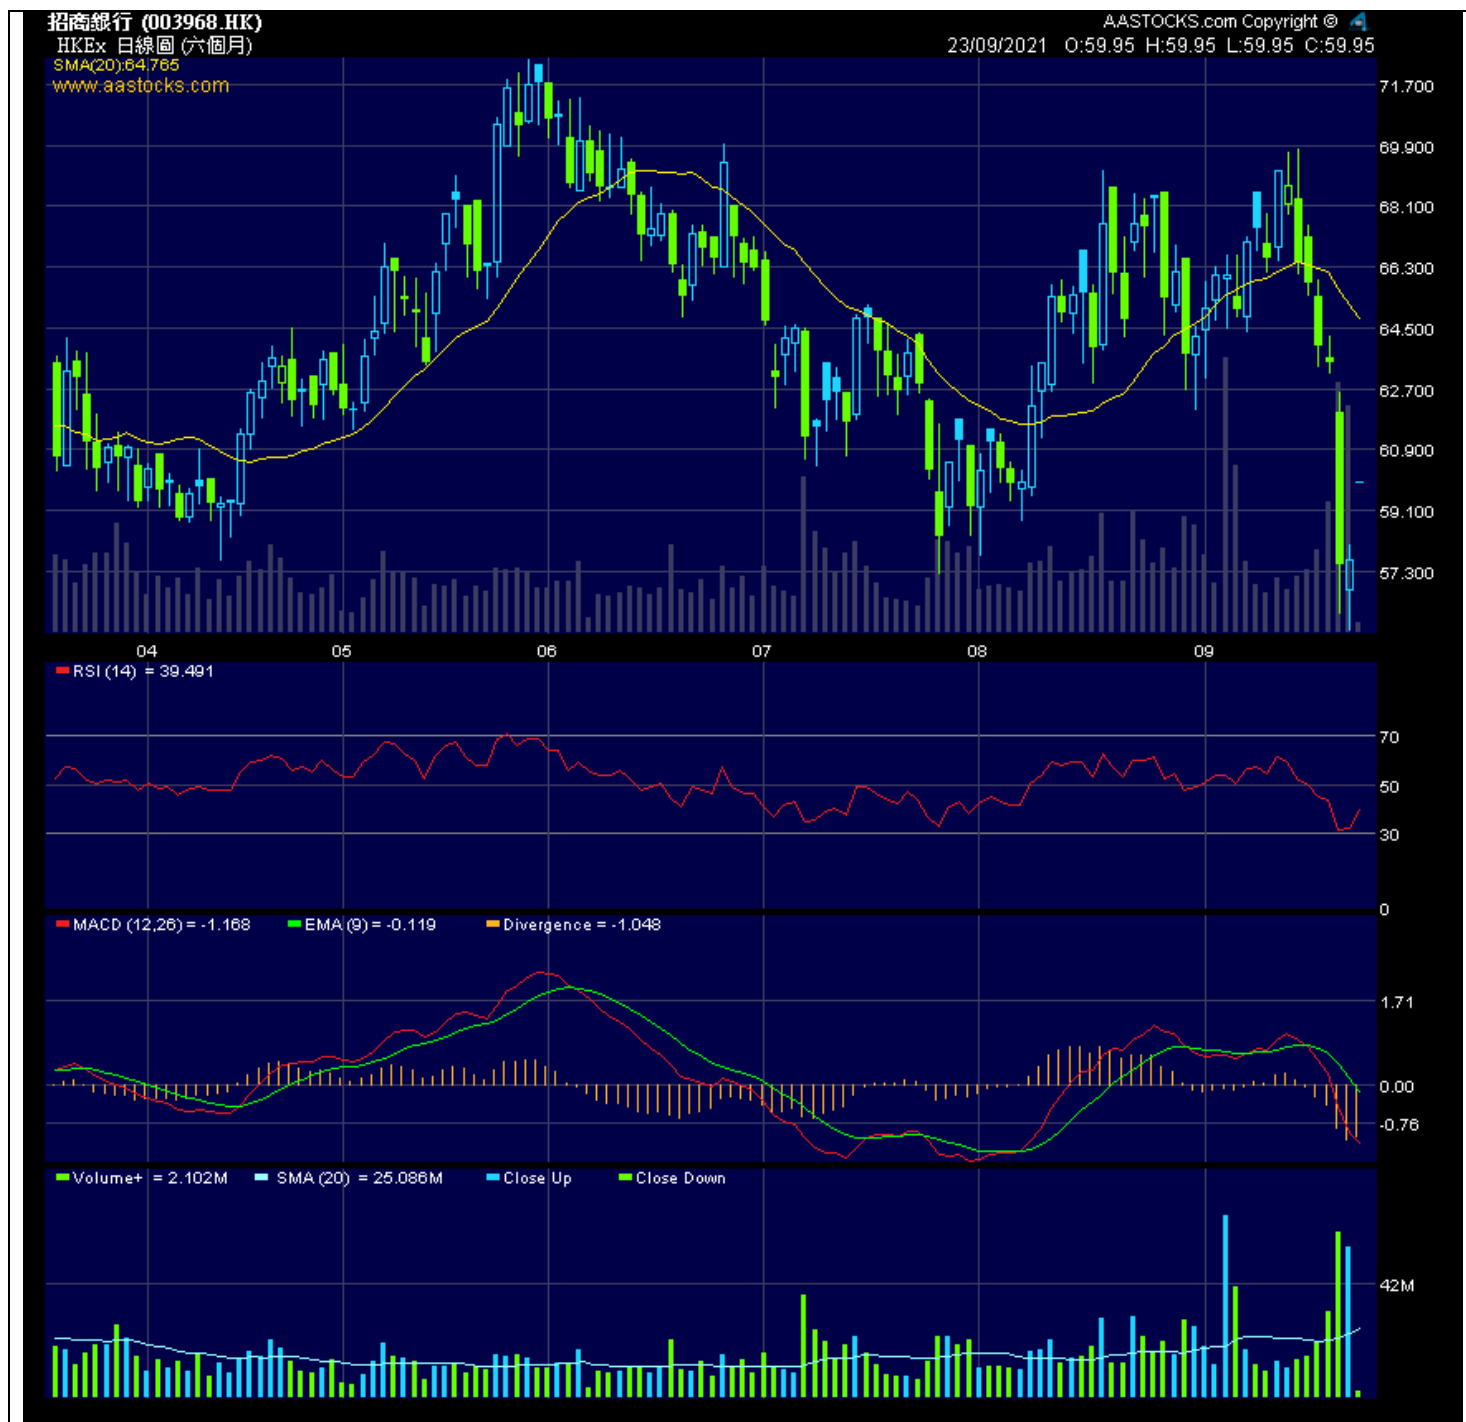 招商銀行 (003968.HK)
AASTOCKS.com Copyright ©
HKEx 日線圖 (六個月)
23/09/2021 O:59.95 H:59.95 L:59.95 C:59.95
SMA(20):64.765
www.aastocks.com
71.700
69.900
68.100
66.300
64.500
62.700
60.900
59.100
57.300
04 05 06 07 08 09
RSI (14) = 39.491
70
50
30
0
MACD (12,26) = -1.168 EMA (9) = -0.119 Divergence = -1.048
1.71
0.00
-0.76
Volume+ = 2.102M SMA (20) = 25.086M Close Up Close Down
42M